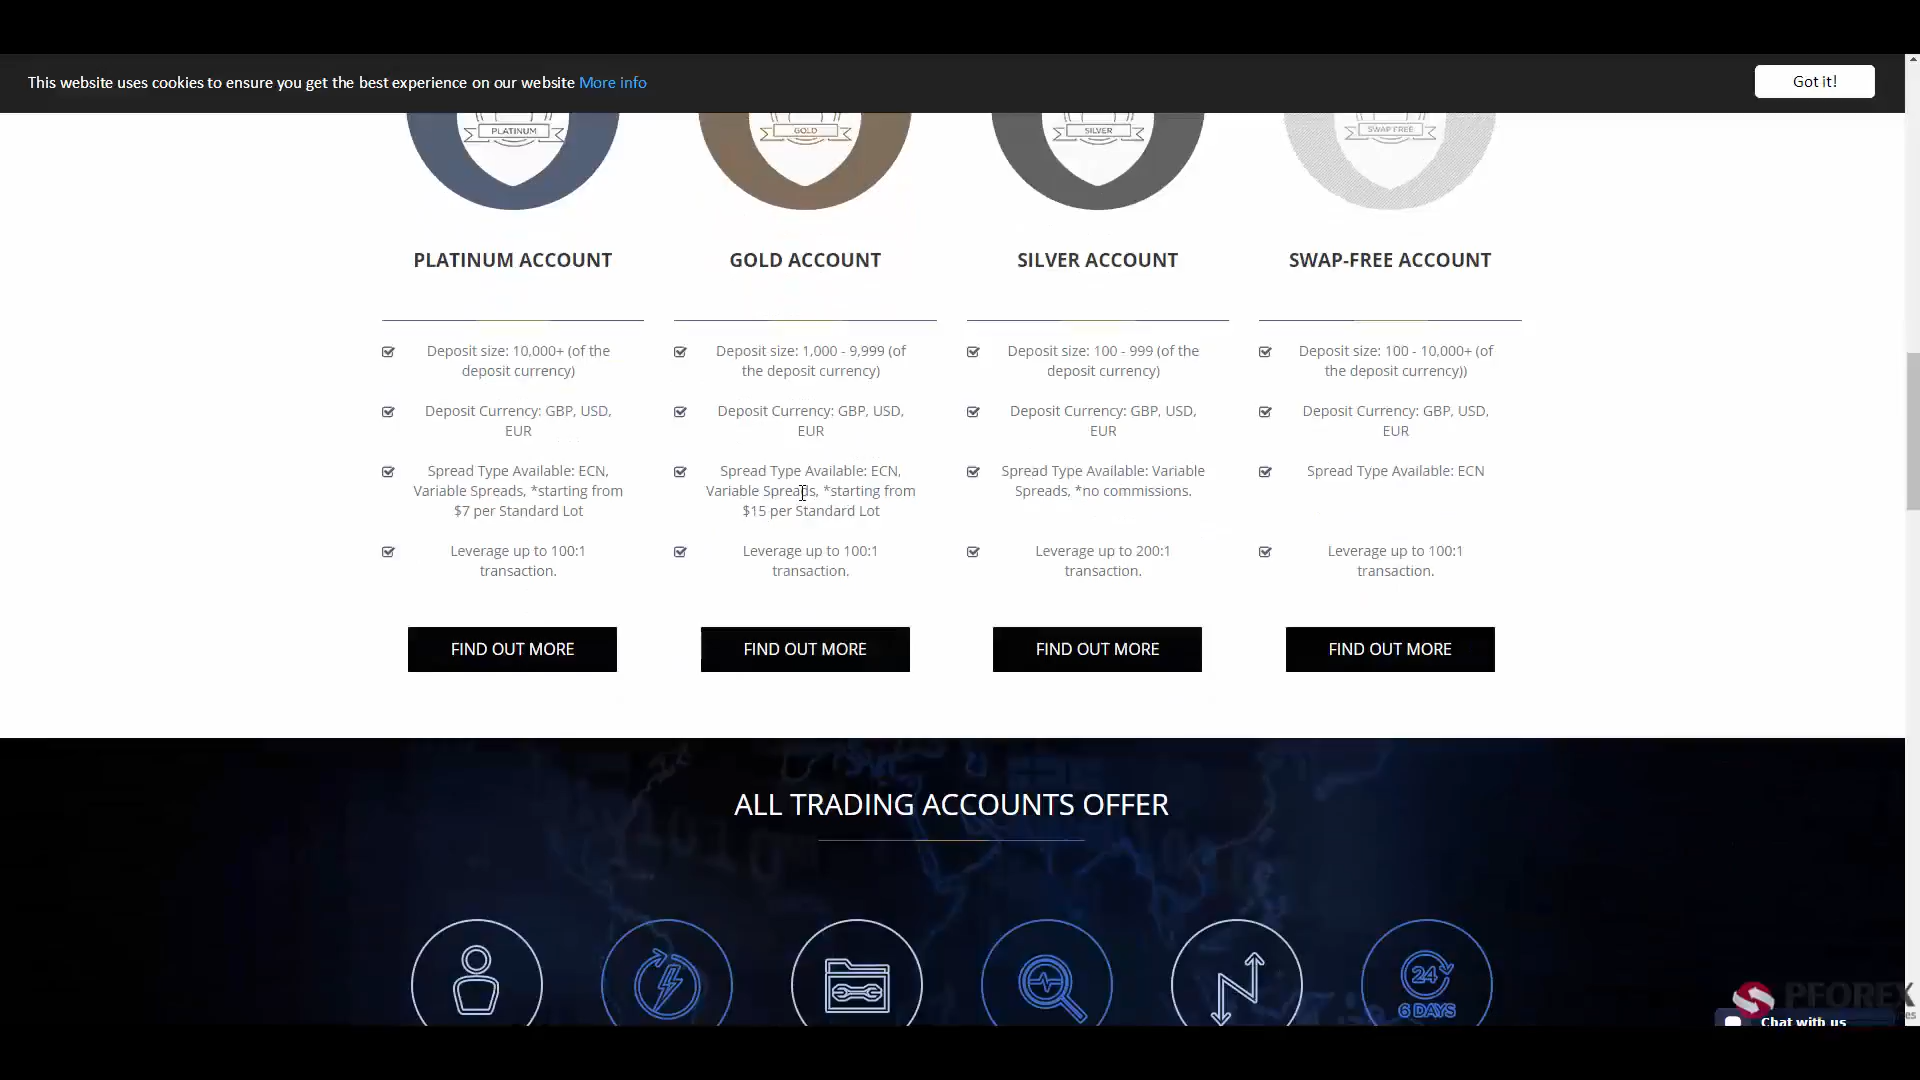 This website uses cookies to ensure you get the best experience on our website More info
Got it!
PLATINUM
GOLD
SILVER
SWAP FREE
PLATINUM ACCOUNT
Deposit size: 10,000+ (of the
deposit currency)
Deposit Currency: GBP, USD,
EUR
Spread Type Available: ECN,
Variable Spreads, *starting from
$7 per Standard Lot
Leverage up to 100:1
transaction.
FIND OUT MORE
GOLD ACCOUNT
Deposit size: 1,000 - 9,999 (of
the deposit currency)
Deposit Currency: GBP, USD,
EUR
Spread Type Available: ECN,
Variable Spreads, *starting from
$15 per Standard Lot
Leverage up to 100:1
transaction.
FIND OUT MORE
SILVER ACCOUNT
Deposit size: 100 - 999 (of the
deposit currency)
Deposit Currency: GBP, USD,
EUR
Spread Type Available: Variable
Spreads, *no commissions.
Leverage up to 200:1
transaction.
FIND OUT MORE
SWAP-FREE ACCOUNT
Deposit size: 100 - 10,000+ (of
the deposit currency))
Deposit Currency: GBP, USD,
EUR
Spread Type Available: ECN
Leverage up to 100:1
transaction.
FIND OUT MORE
ALL TRADING ACCOUNTS OFFER
24
6 DAYS
PFOREX
Chat with us